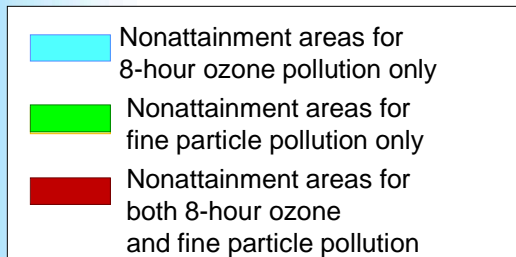 Nonattainment areas for
8-hour ozone pollution only
Nonattainment areas for
fine particle pollution only
Nonattainment areas for
both 8-hour ozone
and fine particle pollution